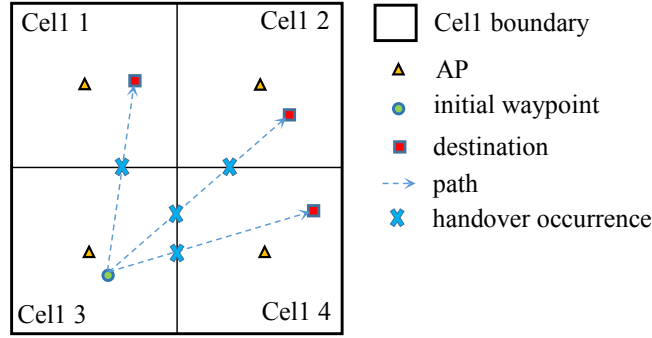 Cel1 1
Cel1 2
Cel1 3
Cel1 4
Cel1 boundary
AP
initial waypoint
destination
path
handover occurrence